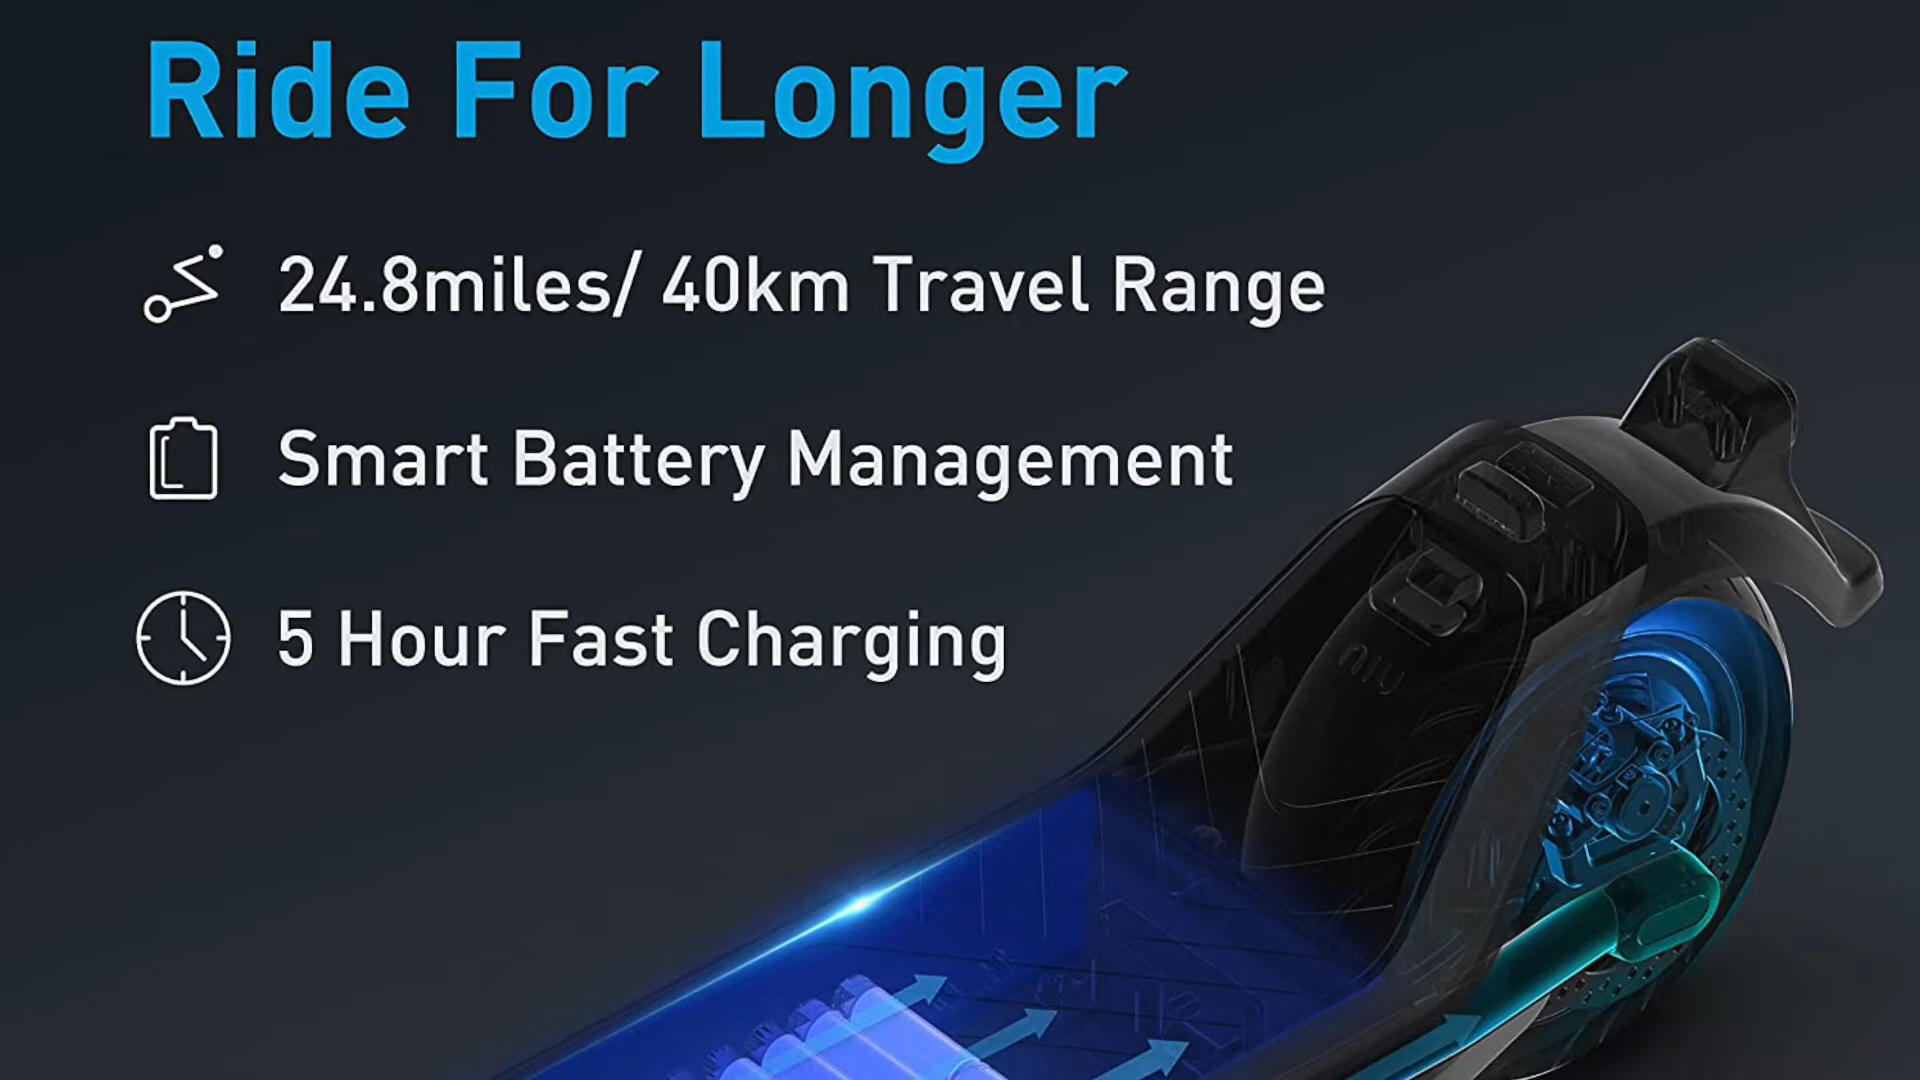 Ride For Longer
24.8miles/ 40km Travel Range
Smart Battery Management
5 Hour Fast Charging
NIU